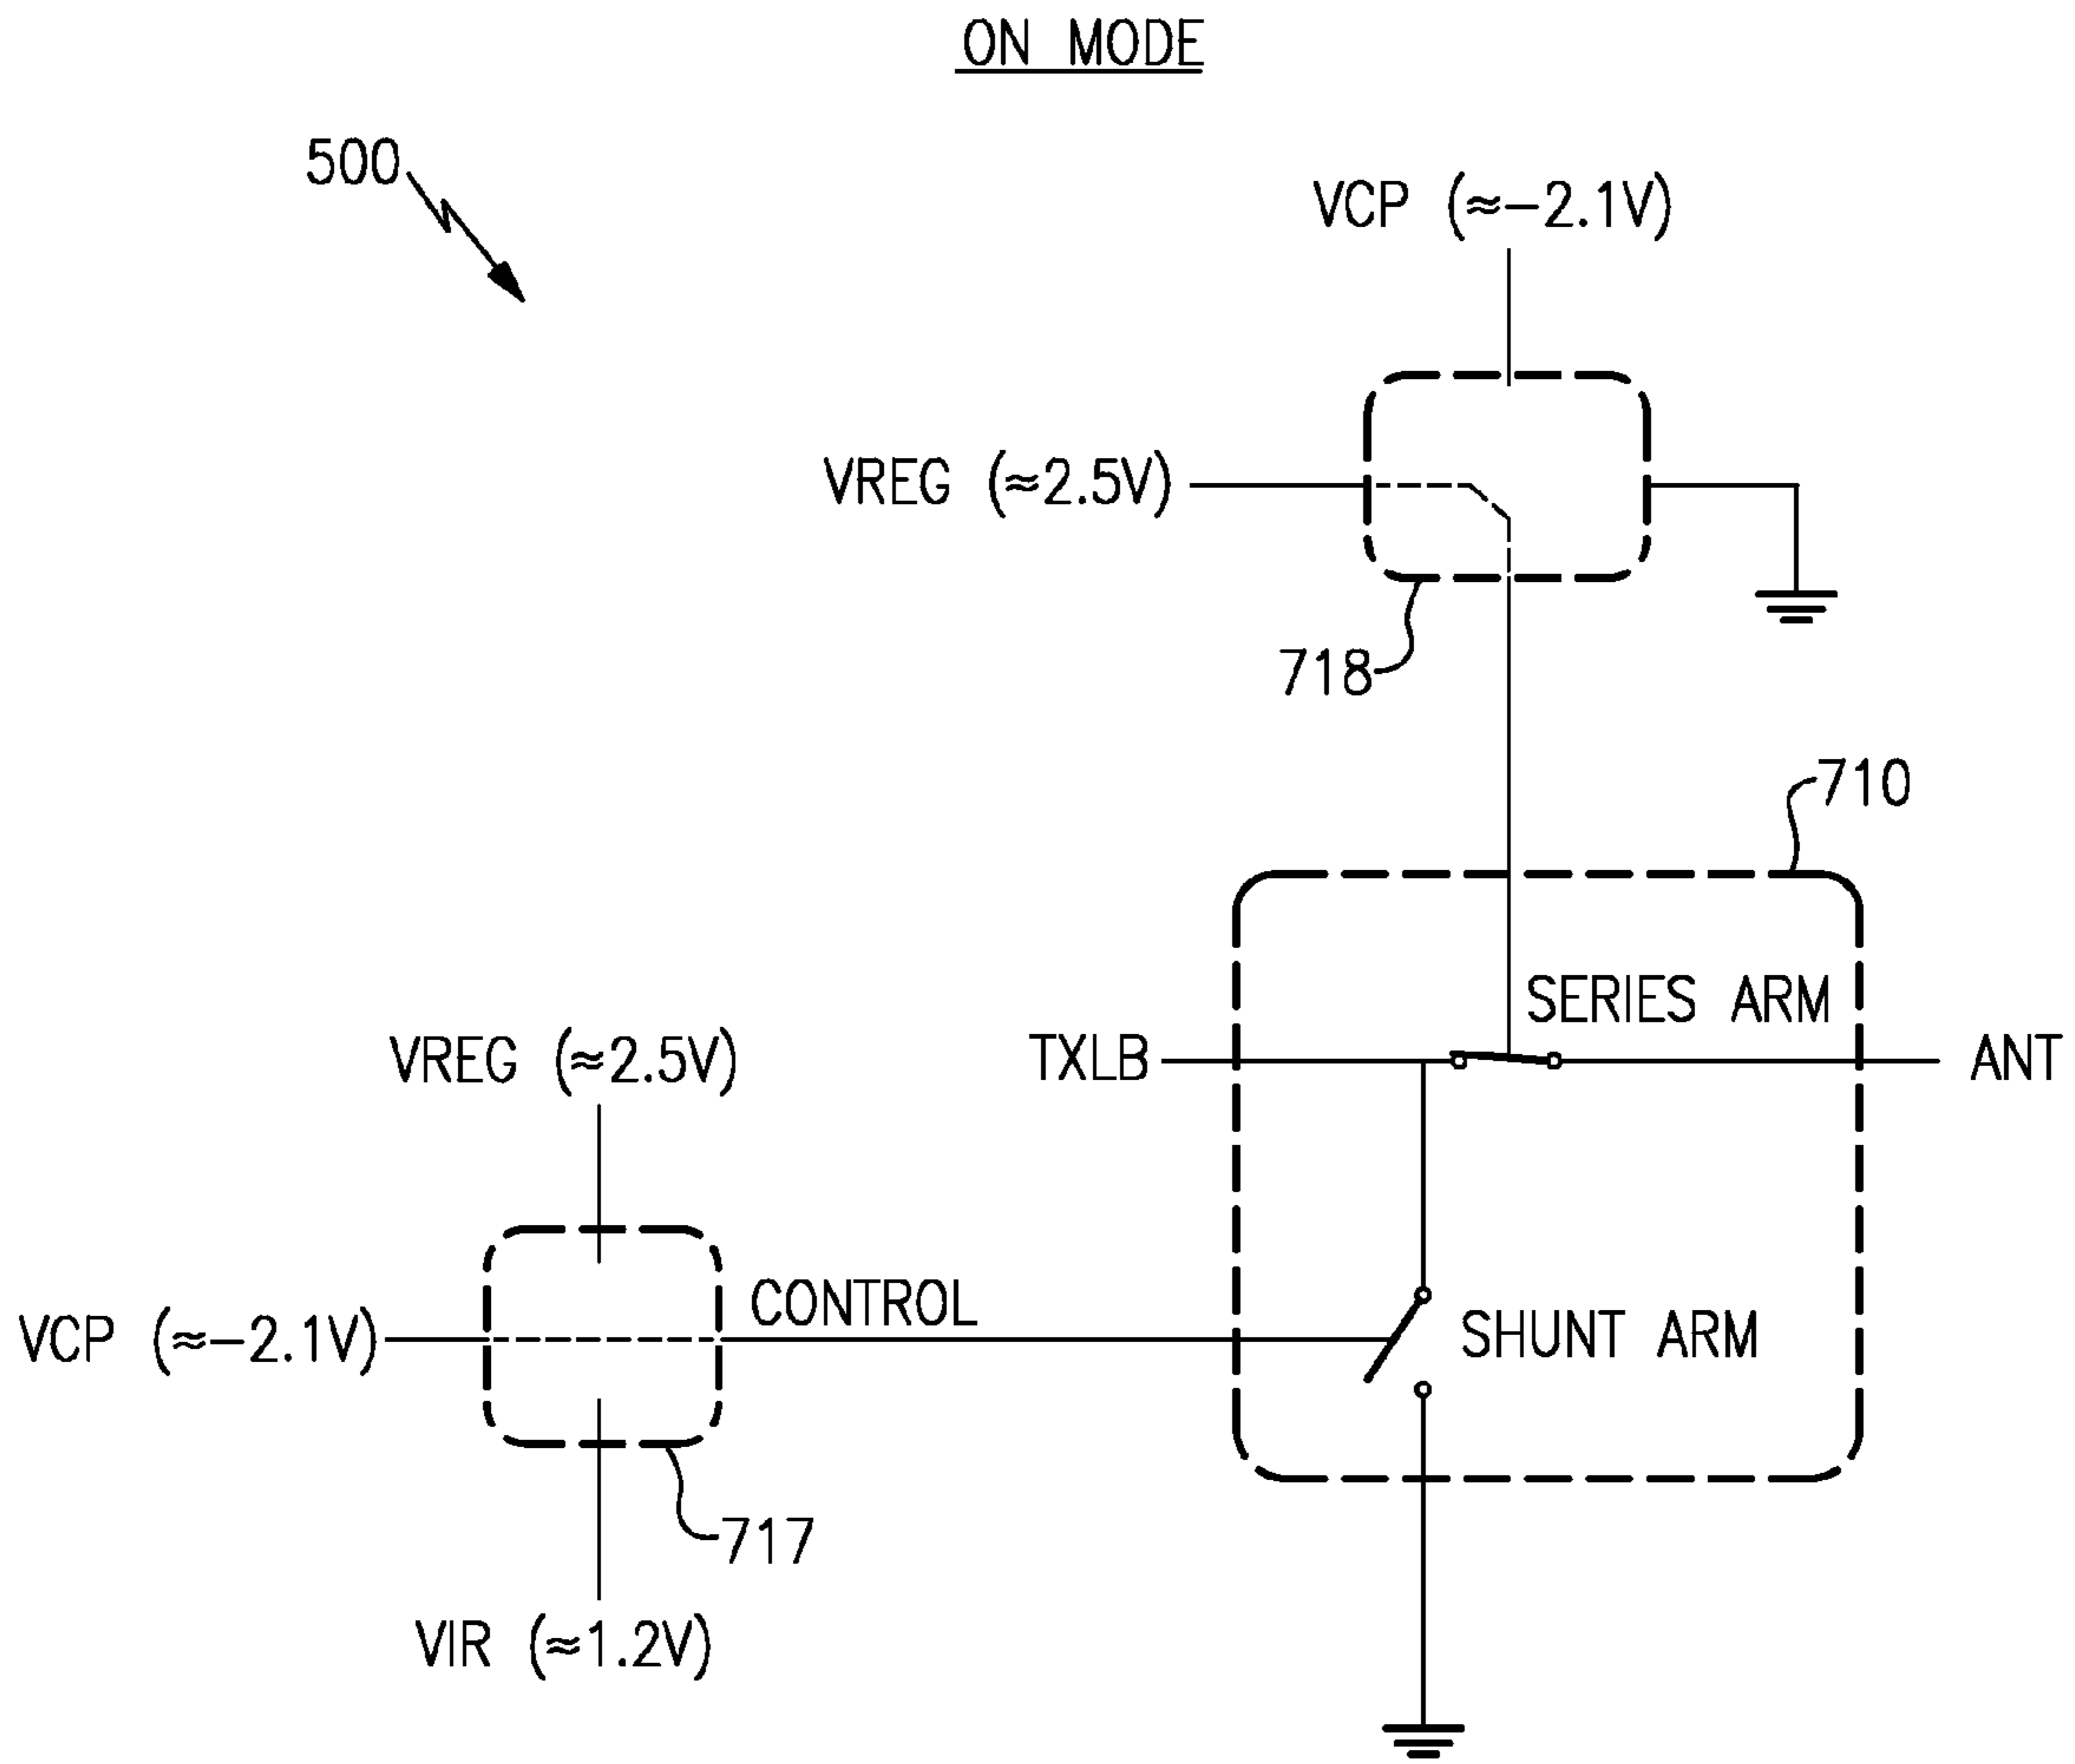 ON MODE
500
VCP (≈-2.1V)
VREG (≈2.5V)
718
710
SERIES ARM
TXLB
ANT
VREG (≈2.5V)
CONTROL
VCP (≈-2.1V)
SHUNT ARM
717
VIR (≈1.2V)